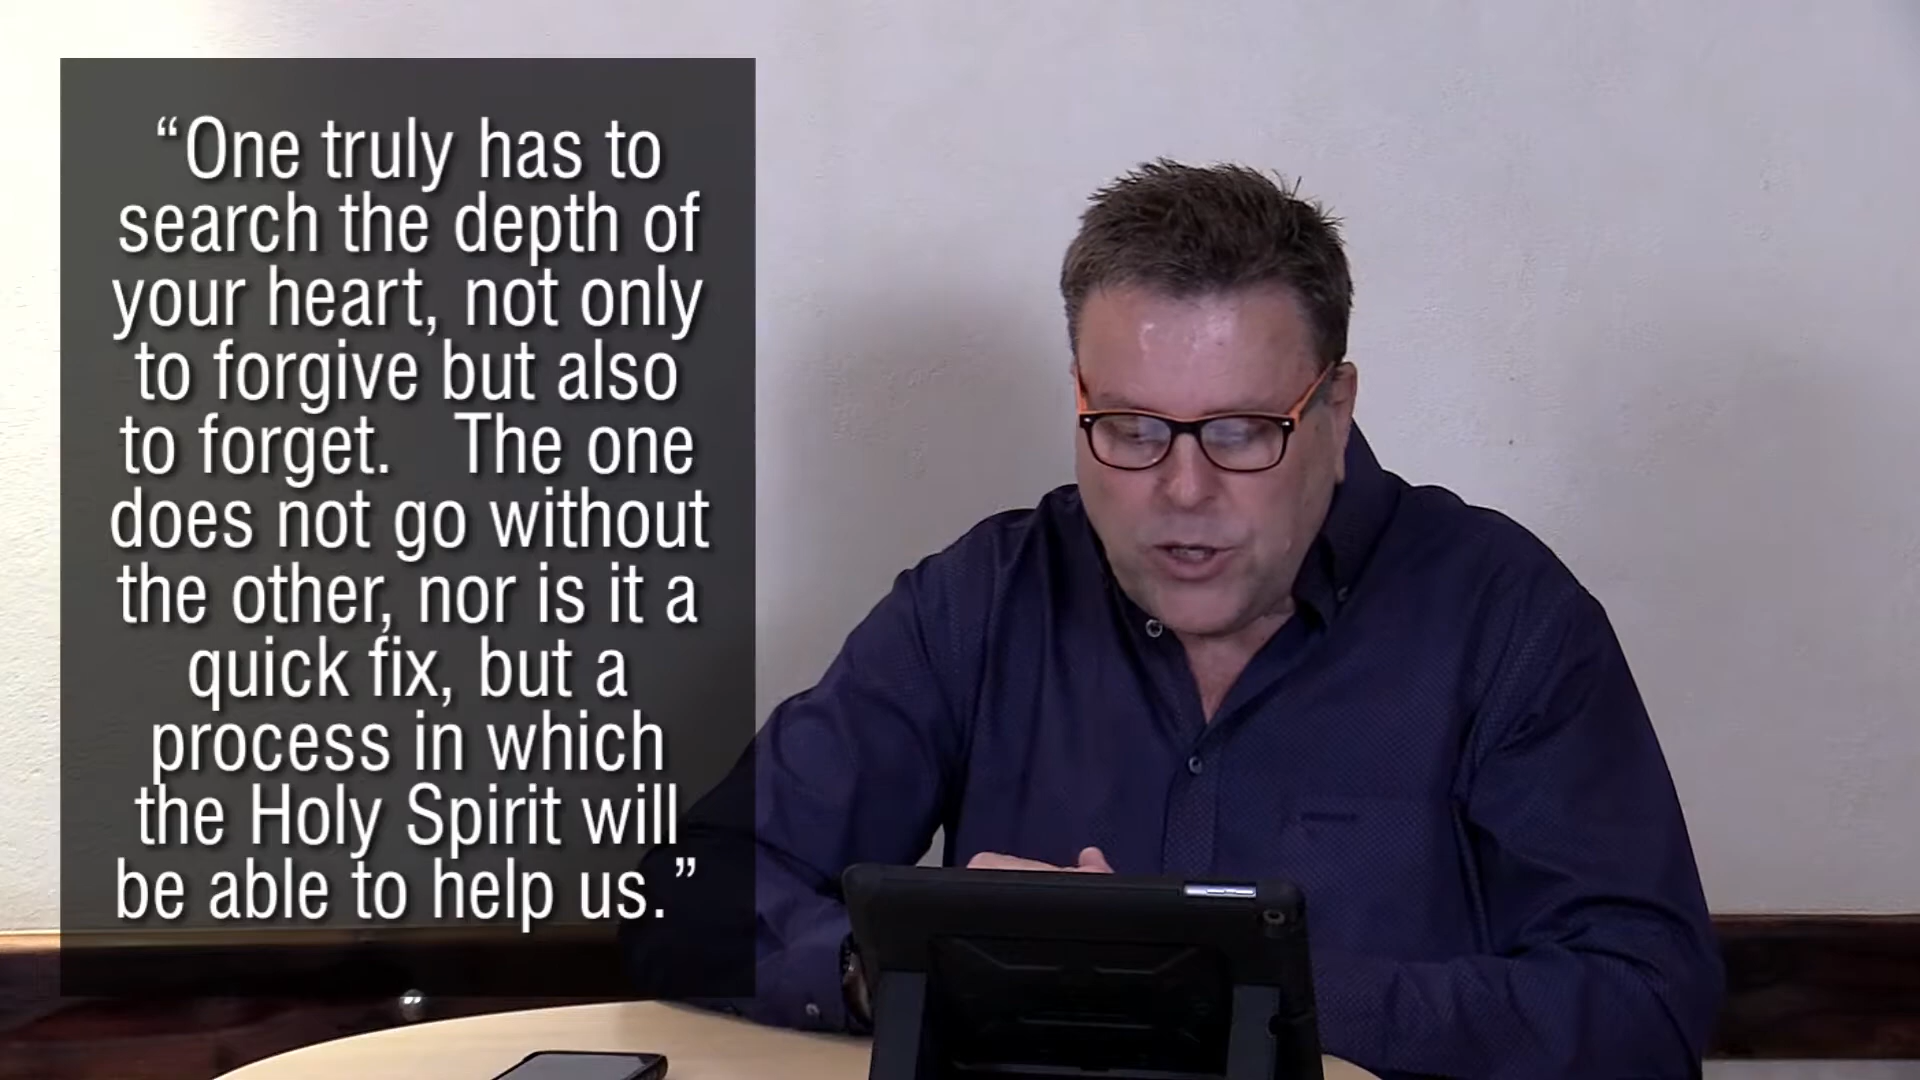 “One truly has to
search the depth of
your heart, not only
to forgive but also
to forget.   The one
does not go without
the other, nor is it a
quick fix, but a
process in which
the Holy Spirit will
be able to help us.”